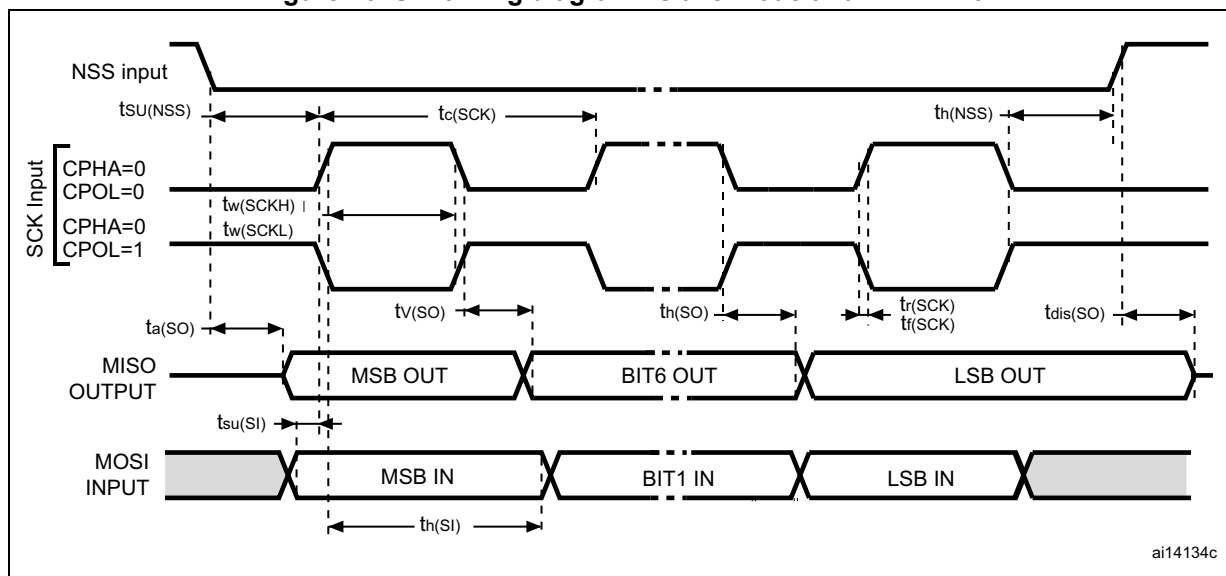 NSS input
tSU(NSS)
tc(SCK)
th(NSS)
SCK Input
CPHA=0
CPOL=0
tw(SCKH)
CPHA=0
tw(SCKL)
CPOL=1
ta(SO)
tV(SO)
th(SO)
tr(SCK)
tf(SCK)
tdis(SO)
MISO
OUTPUT
MSB OUT
BIT6 OUT
LSB OUT
tsu(SI)
MOSI
INPUT
MSB IN
BIT1 IN
LSB IN
th(SI)
ai14134c